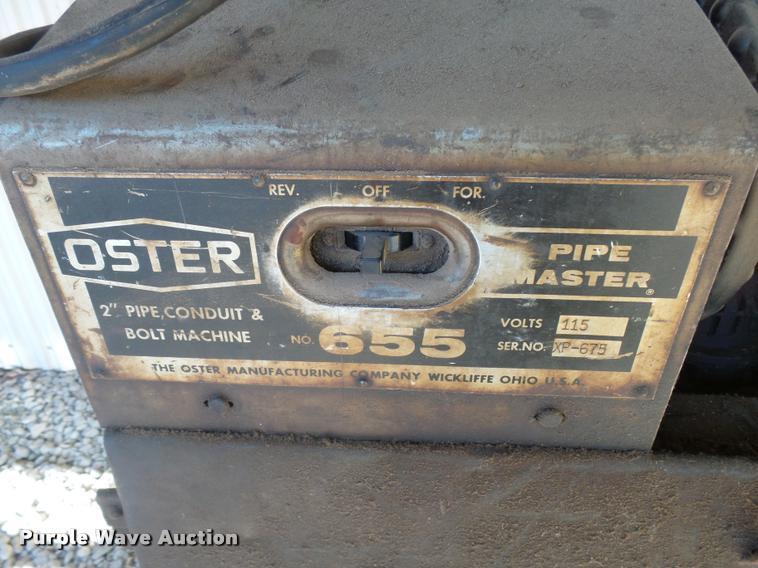 REV. OFF FOR.
OSTER
PIPE MASTER®
2" PIPE, CONDUIT &
BOLT MACHINE
NO. 655
VOLTS 115
SER.NO. XP-675
THE OSTER MANUFACTURING COMPANY WICKLIFFE OHIO U.S.A.
Purple Wave Auction